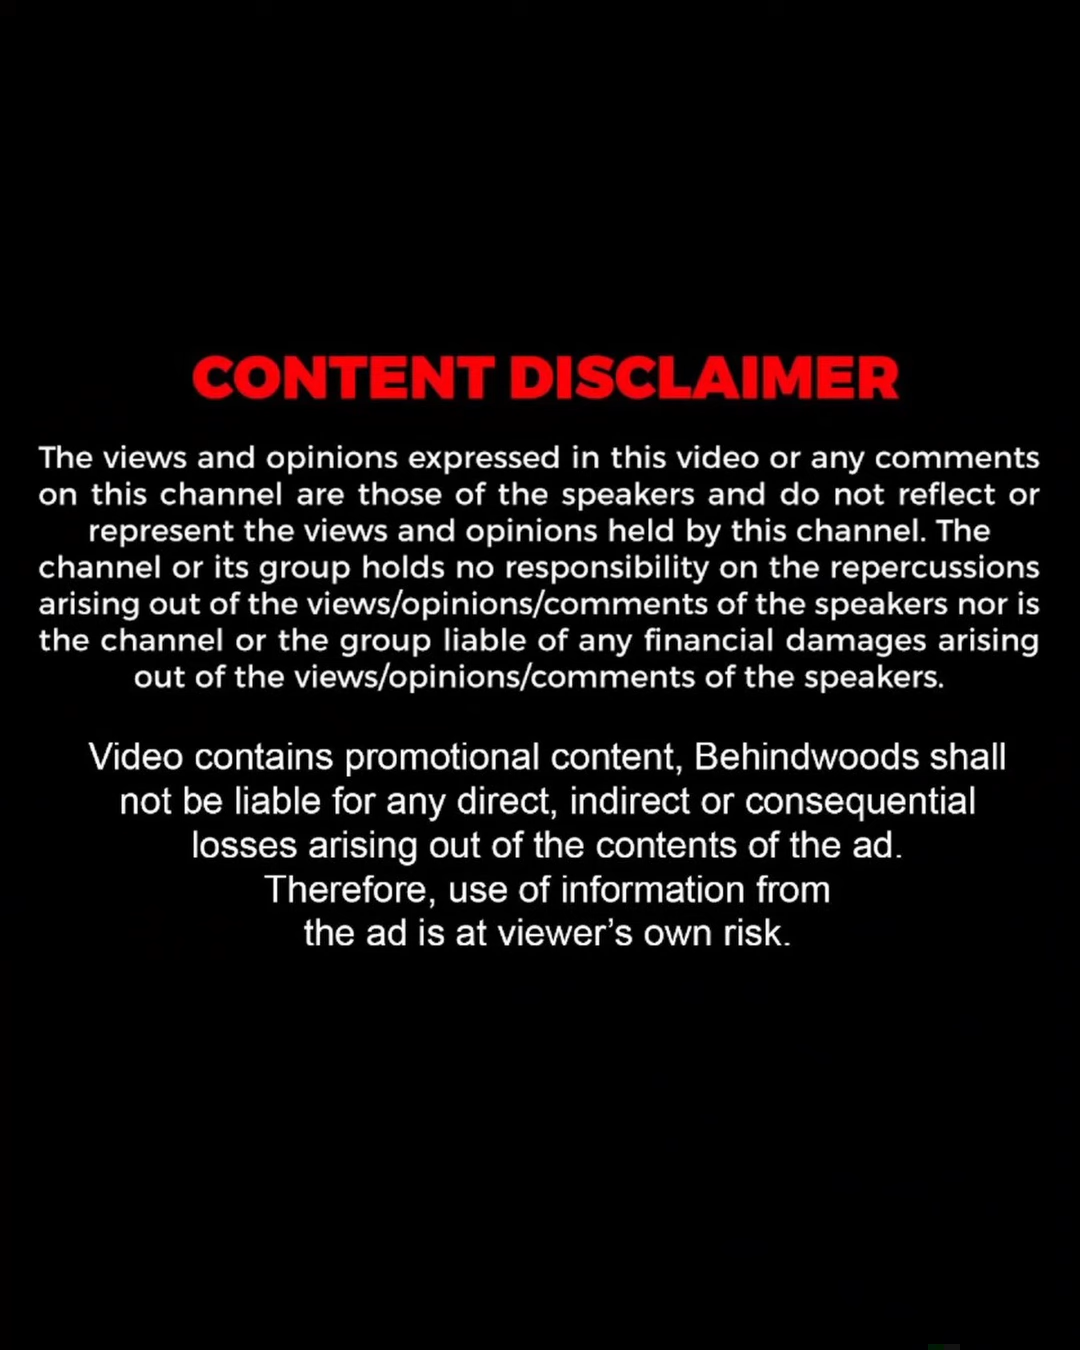 CONTENT DISCLAIMER
The views and opinions expressed in this video or any comments
on this channel are those of the speakers and do not reflect or
represent the views and opinions held by this channel. The
channel or its group holds no responsibility on the repercussions
arising out of the views/opinions/comments of the speakers nor is
the channel or the group liable of any financial damages arising
out of the views/opinions/comments of the speakers.
Video contains promotional content, Behindwoods shall
not be liable for any direct, indirect or consequential
losses arising out of the contents of the ad.
Therefore, use of information from
the ad is at viewer’s own risk.